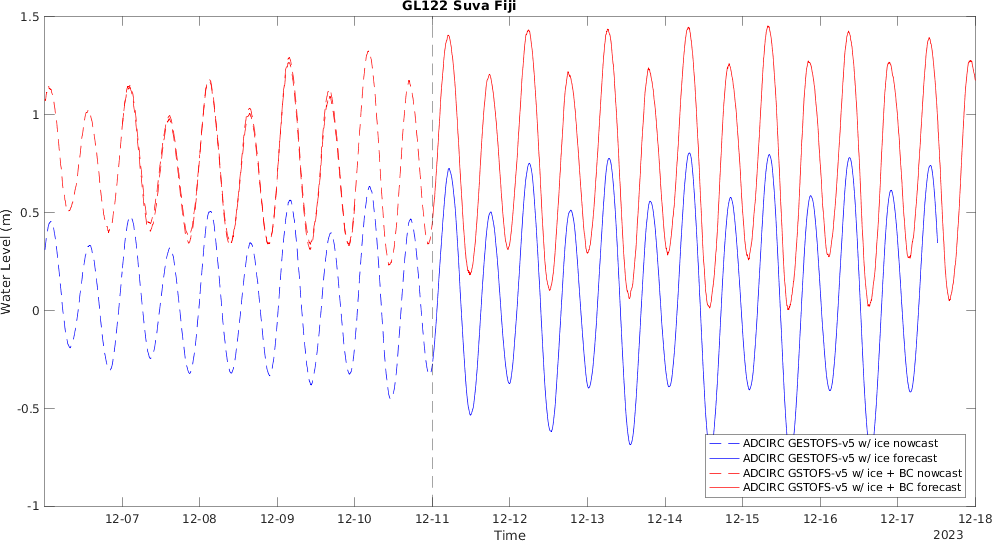 GL122 Suva Fiji
1.5
1
0.5
0
-0.5
-1
Water Level (m)
12-07
12-08
12-09
12-10
12-11
12-12
12-13
12-14
12-15
12-16
12-17
12-18
Time
2023
ADCIRC GESTOFS-v5 w/ ice nowcast
ADCIRC GESTOFS-v5 w/ ice forecast
ADCIRC GSTOFS-v5 w/ ice + BC nowcast
ADCIRC GSTOFS-v5 w/ ice + BC forecast